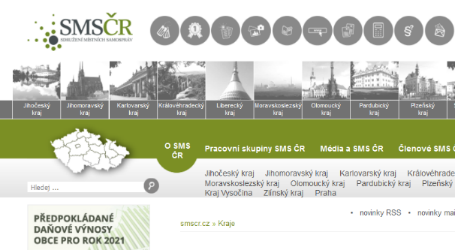 SMSČR
SDRUŽENÍ MÍSTNÍCH SAMOSPRÁV
§
Jihočeský kraj
Jihomoravský kraj
Karlovarský kraj
Královéhradecký kraj
Liberecký kraj
Moravskoslezský kraj
Olomoucký kraj
Pardubický kraj
Plzeňský kraj
O SMS ČR
Pracovní skupiny SMS ČR
Média a SMS ČR
Členové SMS
Jihočeský kraj Jihomoravský kraj Karlovarský kraj Královéhrade
Moravskoslezský kraj Olomoucký kraj Pardubický kraj Plzeňský
Kraj Vysočina Zlínský kraj Praha
Hledej ...
• novinky RSS • novinky mai
PŘEDPOKLÁDANÉ
DAŇOVÉ VÝNOSY
OBCE PRO ROK 2021
smscr.cz » Kraje